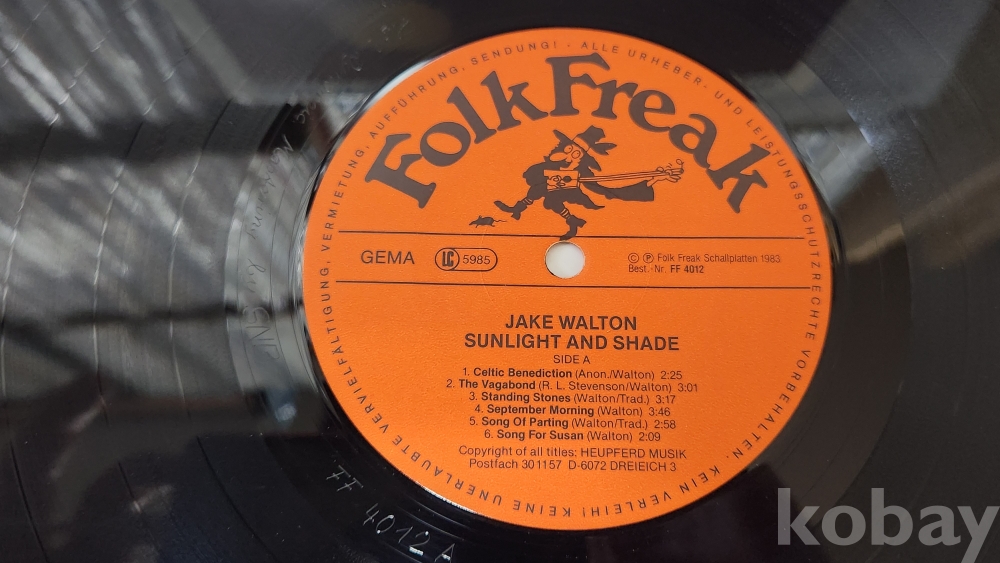 KEINE UNERLAUBTE VERVIELFÄLTIGUNG, VERMIETUNG, AUFFÜHRUNG, SENDUNG! - ALLE URHEBER- UND LEISTUNGSSCHUTZRECHTE VORBEHALTEN. KEIN VERLEIH!
FolkFreak
GEMA LC 5985
© ℗ Folk Freak Schallplatten 1983
Best.-Nr. FF 4012
JAKE WALTON
SUNLIGHT AND SHADE
SIDE A
1. Celtic Benediction (Anon./Walton) 2:25
2. The Vagabond (R. L. Stevenson/Walton) 3:01
3. Standing Stones (Walton/Trad.) 3:17
4. September Morning (Walton) 3:46
5. Song Of Parting (Walton/Trad.) 2:58
6. Song For Susan (Walton) 2:09
Copyright of all titles: HEUPFERD MUSIK
Postfach 301157 D-6072 DREIEICH 3
FF 4012 A
kobay